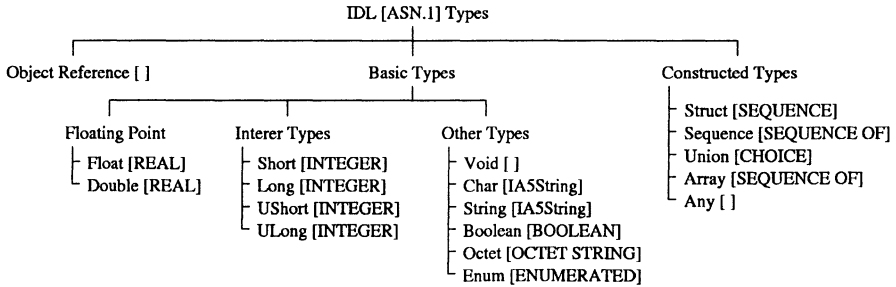 IDL [ASN.1] Types
Object Reference [ ]
Basic Types
Constructed Types
Floating Point
Float [REAL]
Double [REAL]
Interer Types
Short [INTEGER]
Long [INTEGER]
UShort [INTEGER]
ULong [INTEGER]
Other Types
Void [ ]
Char [IA5String]
String [IA5String]
Boolean [BOOLEAN]
Octet [OCTET STRING]
Enum [ENUMERATED]
Struct [SEQUENCE]
Sequence [SEQUENCE OF]
Union [CHOICE]
Array [SEQUENCE OF]
Any [ ]